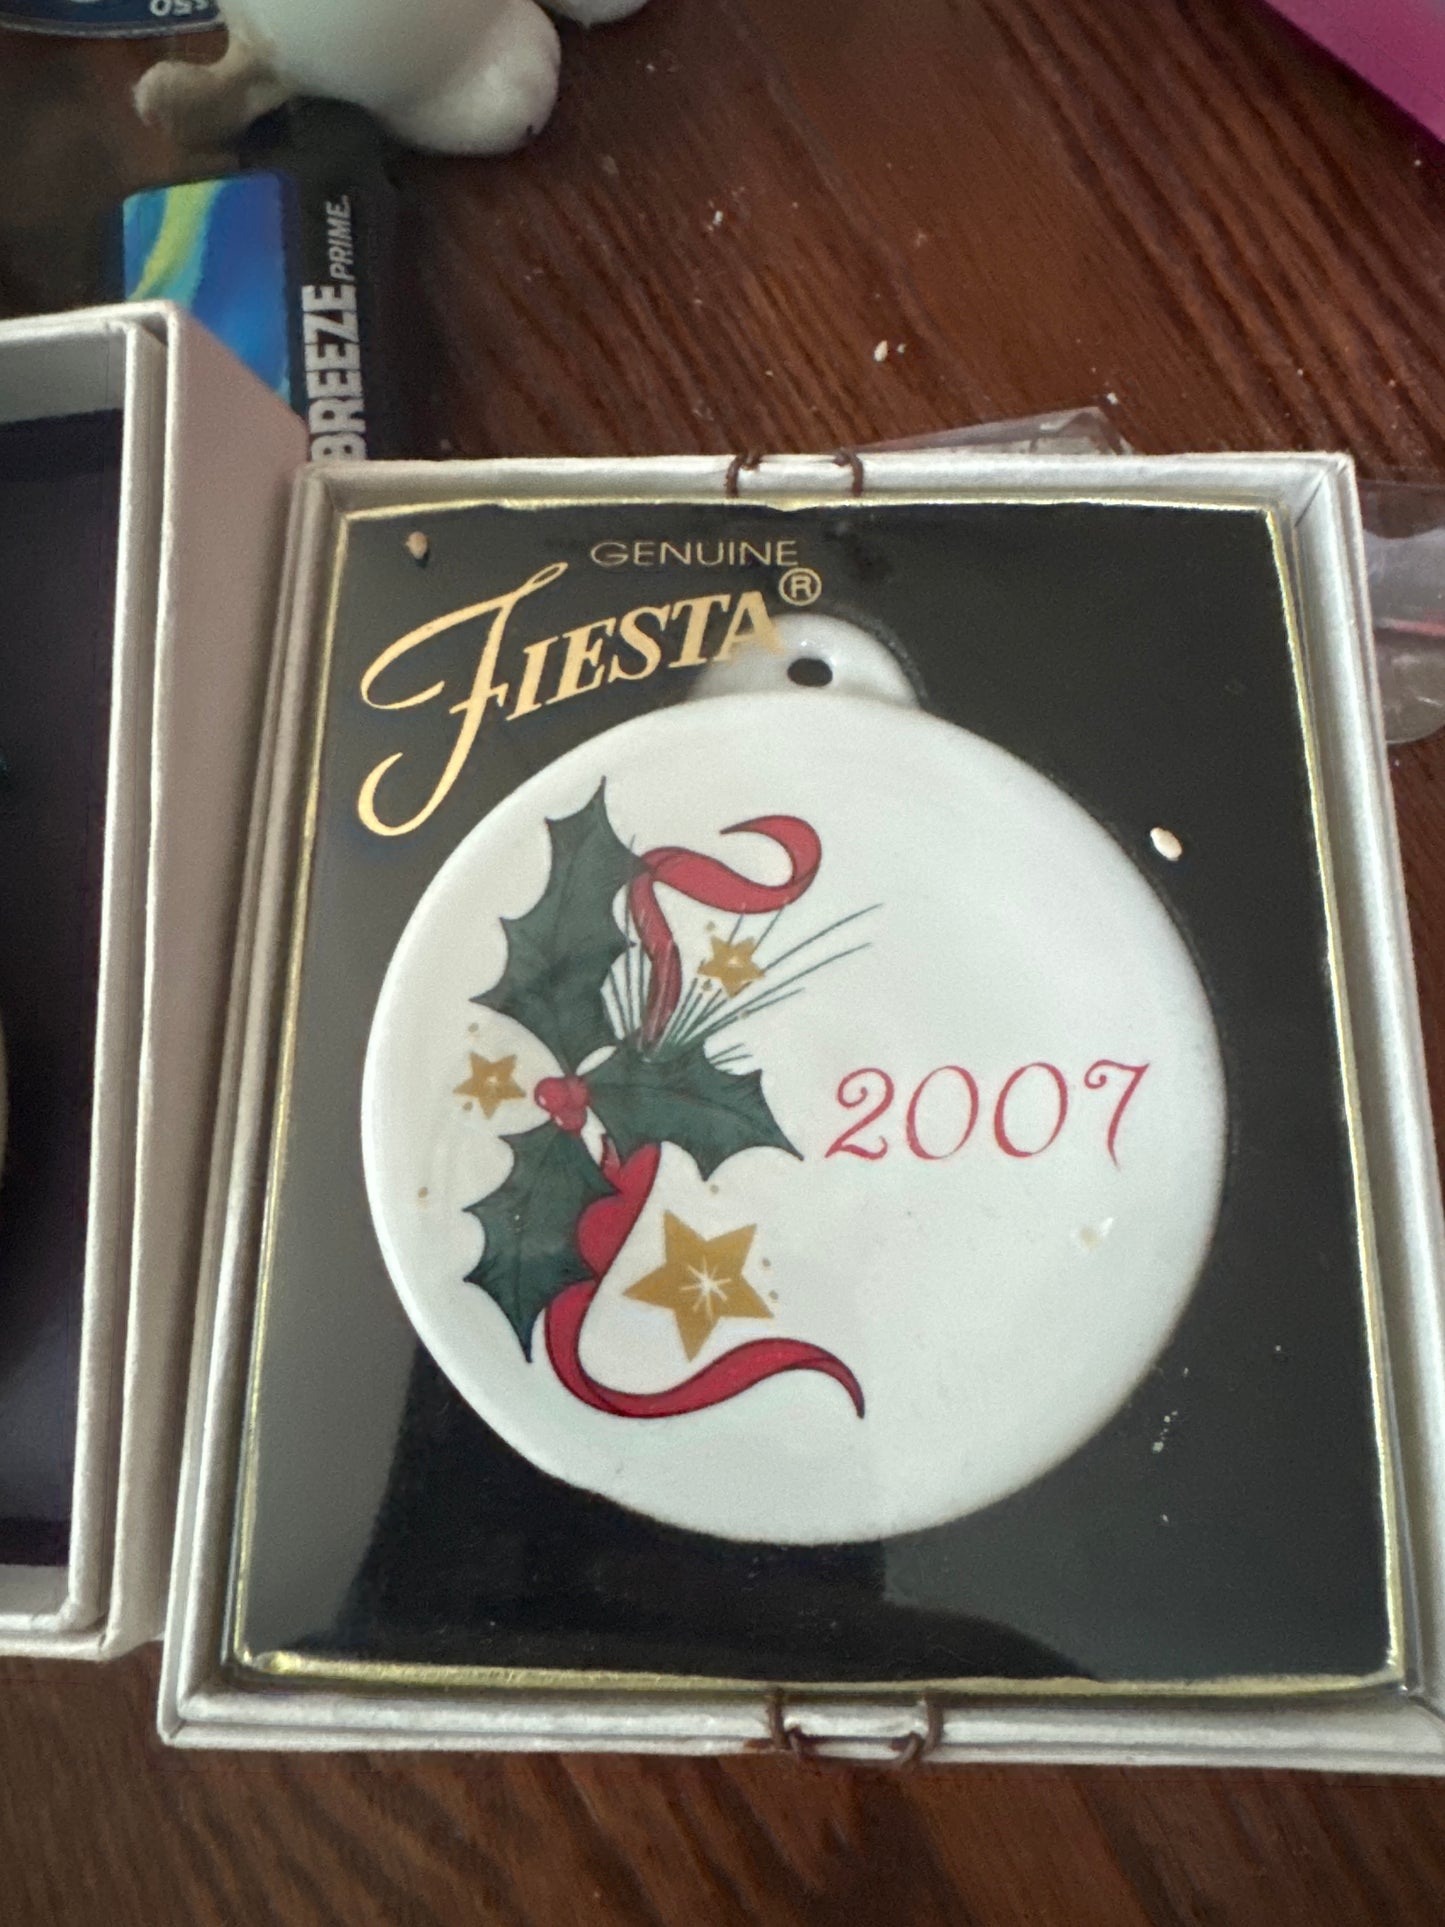 BREEZE PRIME.
GENUINE
FIESTA®
2007